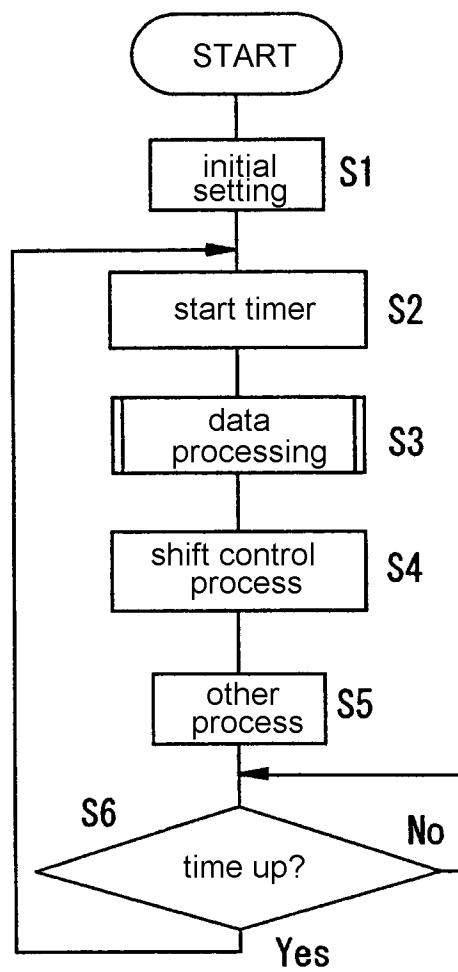 START
initial
setting
S1
start timer
S2
data
processing
S3
shift control
process
S4
other
process
S5
S6
time up?
No
Yes